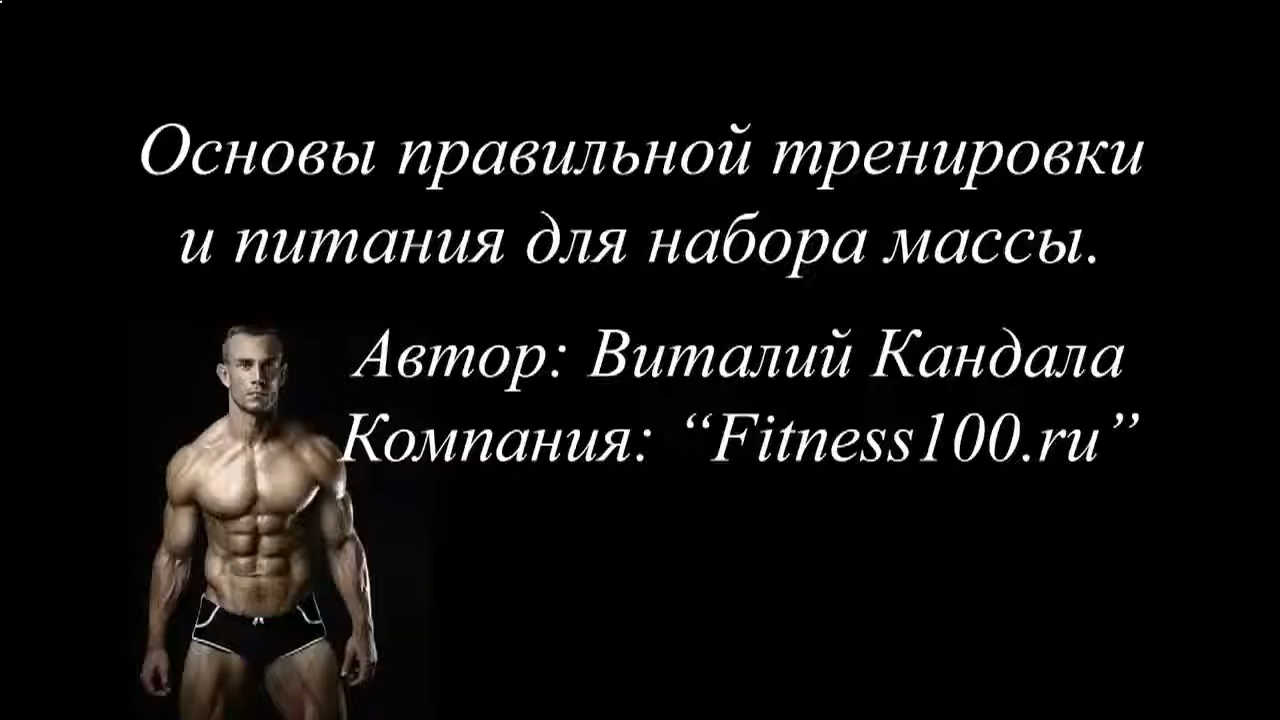 Основы правильной тренировки
и питания для набора массы.
Автор: Виталий Кандала
Компания: “Fitness100.ru”